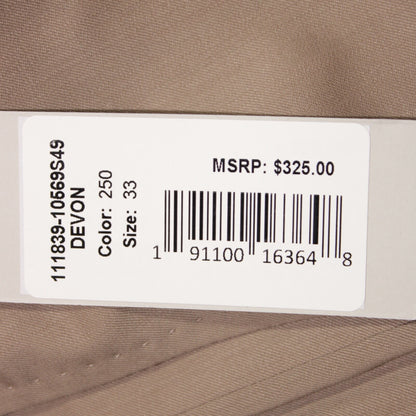 111839-10569S49
DEVON
Color: 250
Size: 33
MSRP: $325.00
1 91100 16364 8